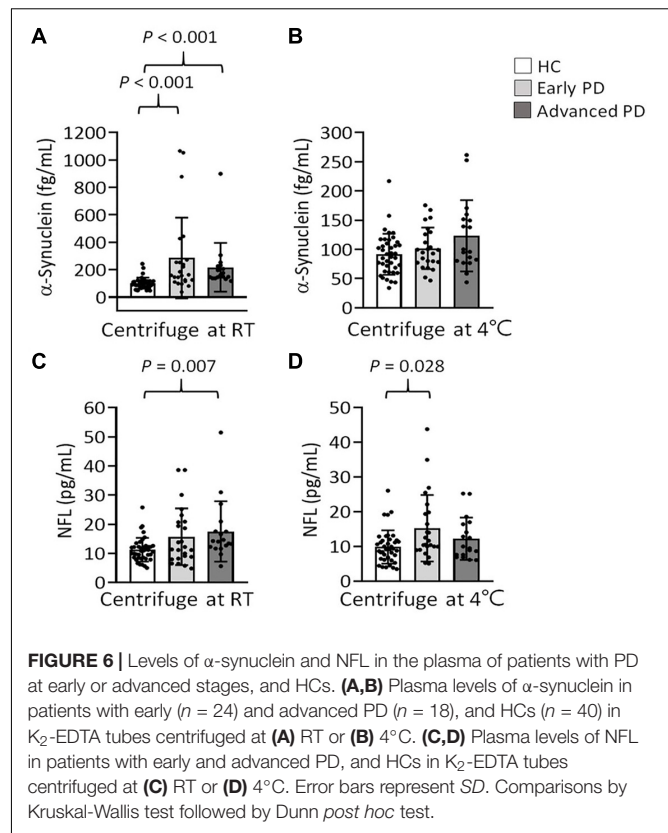 A
P < 0.001
P < 0.001
α-Synuclein (fg/mL)
1200
1000
800
600
400
200
0
Centrifuge at RT
B
HC
Early PD
Advanced PD
α-Synuclein (fg/mL)
300
250
200
150
100
50
0
Centrifuge at 4°C
C
P = 0.007
NFL (pg/mL)
60
50
40
30
20
10
0
Centrifuge at RT
D
P = 0.028
NFL (pg/mL)
50
40
30
20
10
0
Centrifuge at 4°C
FIGURE 6 | Levels of α-synuclein and NFL in the plasma of patients with PD
at early or advanced stages, and HCs. (A,B) Plasma levels of α-synuclein in
patients with early (n = 24) and advanced PD (n = 18), and HCs (n = 40) in
K₂-EDTA tubes centrifuged at (A) RT or (B) 4°C. (C,D) Plasma levels of NFL
in patients with early and advanced PD, and HCs in K₂-EDTA tubes
centrifuged at (C) RT or (D) 4°C. Error bars represent SD. Comparisons by
Kruskal-Wallis test followed by Dunn post hoc test.